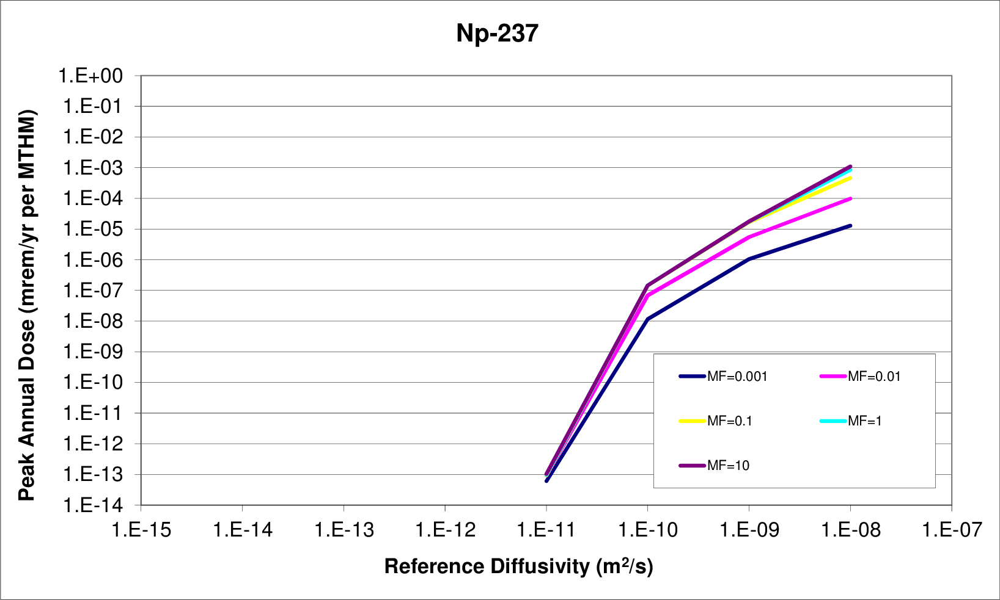 Np-237
Peak Annual Dose (mrem/yr per MTHM)
1.E+00
1.E-01
1.E-02
1.E-03
1.E-04
1.E-05
1.E-06
1.E-07
1.E-08
1.E-09
1.E-10
1.E-11
1.E-12
1.E-13
1.E-14
MF=0.001 MF=0.01
MF=0.1 MF=1
MF=10
1.E-15 1.E-14 1.E-13 1.E-12 1.E-11 1.E-10 1.E-09 1.E-08 1.E-07
Reference Diffusivity (m²/s)